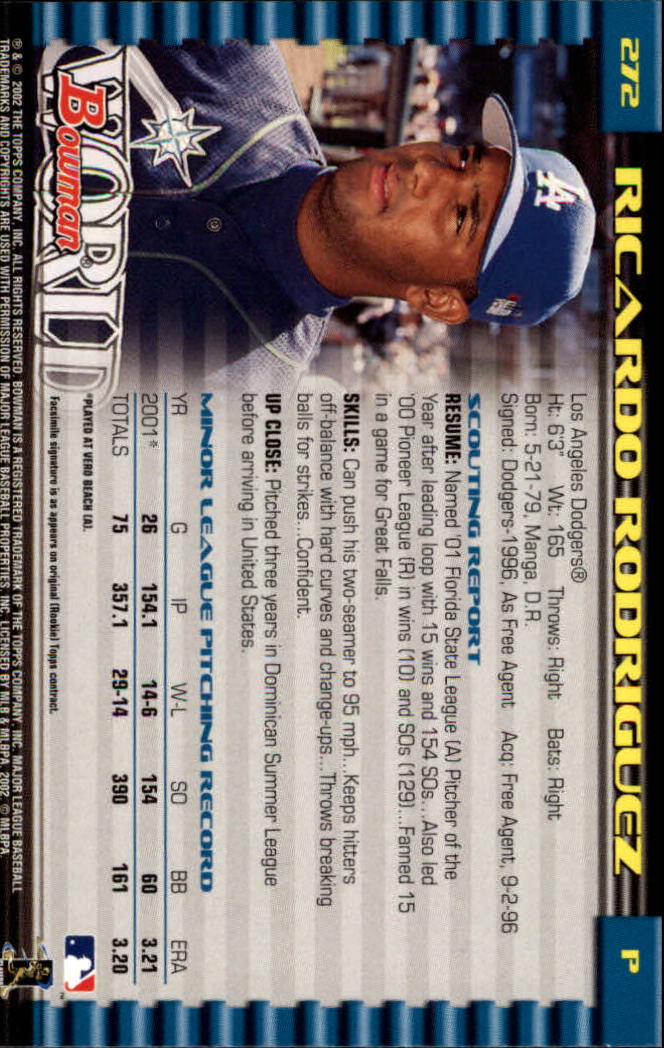 272
RICARDO RODRIGUEZ
P
Los Angeles Dodgers®
Ht: 6'3" Wt: 165 Throws: Right Bats: Right
Born: 5-21-79, Manga, D.R.
Signed: Dodgers-1996, As Free Agent Acq: Free Agent, 9-2-96
SCOUTING REPORT
RESUME: Named '01 Florida State League (A) Pitcher of the
Year after leading loop with 15 wins and 154 SOs...Also led
'00 Pioneer League (R) in wins (10) and SOs (129)...Fanned 15
in a game for Great Falls.
SKILLS: Can push his two-seamer to 95 mph...Keeps hitters
off-balance with hard curves and change-ups...Throws breaking
balls for strikes...Confident.
UP CLOSE: Pitched three years in Dominican Summer League
before arriving in United States.
MINOR LEAGUE PITCHING RECORD
YR G IP W-L SO BB ERA
2001* 26 154.1 14-6 154 60 3.21
TOTALS 75 357.1 29-14 390 161 3.20
*PLAYED AT VERO BEACH (A).
Facsimile signature is as appears on original (Rookie) Topps contract.
LA
WORLD
Bowman®
® & © 2002 THE TOPPS COMPANY, INC. ALL RIGHTS RESERVED. BOWMAN IS A REGISTERED TRADEMARK OF THE TOPPS COMPANY, INC. MAJOR LEAGUE BASEBALL
TRADEMARKS AND COPYRIGHTS ARE USED WITH PERMISSION OF MAJOR LEAGUE BASEBALL PROPERTIES, INC. LICENSED BY MLB & MLBPA, 2002. © MLBPA.